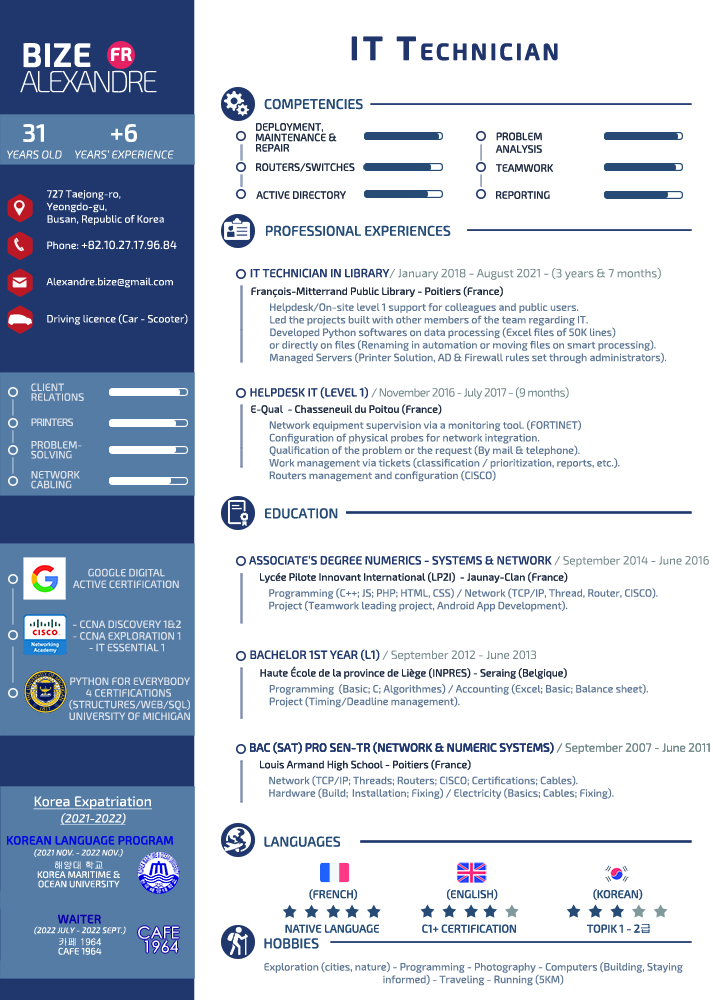 BIZE FR
ALEXANDRE
31
YEARS OLD
+6
YEARS' EXPERIENCE
727 Taejong-ro,
Yeongdo-gu,
Busan, Republic of Korea
Phone: +82.10.27.17.96.84
Alexandre.bize@gmail.com
Driving licence (Car - Scooter)
CLIENT
RELATIONS
PRINTERS
PROBLEM-
SOLVING
NETWORK
CABLING
GOOGLE DIGITAL
ACTIVE CERTIFICATION
CISCO
Networking
Academy
- CCNA DISCOVERY 1&2
- CCNA EXPLORATION 1
- IT ESSENTIAL 1
PYTHON FOR EVERYBODY
4 CERTIFICATIONS
(STRUCTURES/WEB/SQL)
UNIVERSITY OF MICHIGAN
Korea Expatriation
(2021-2022)
KOREAN LANGUAGE PROGRAM
(2021 NOV. - 2022 NOV.)
해양대 학교
KOREA MARITIME &
OCEAN UNIVERSITY
WAITER
(2022 JULY - 2022 SEPT.)
카페 1964
CAFE 1964
CAFE
1964
IT TECHNICIAN
COMPETENCIES
DEPLOYMENT,
MAINTENANCE &
REPAIR
ROUTERS/SWITCHES
ACTIVE DIRECTORY
PROBLEM
ANALYSIS
TEAMWORK
REPORTING
PROFESSIONAL EXPERIENCES
IT TECHNICIAN IN LIBRARY/ January 2018 - August 2021 - (3 years & 7 months)
François-Mitterrand Public Library - Poitiers (France)
Helpdesk/On-site level 1 support for colleagues and public users.
Led the projects built with other members of the team regarding IT.
Developed Python softwares on data processing (Excel files of 50K lines)
or directly on files (Renaming in automation or moving files on smart processing).
Managed Servers (Printer Solution, AD & Firewall rules set through administrators).
HELPDESK IT (LEVEL 1) / November 2016 - July 2017 - (9 months)
E-Qual - Chasseneuil du Poitou (France)
Network equipment supervision via a monitoring tool. (FORTINET)
Configuration of physical probes for network integration.
Qualification of the problem or the request (By mail & telephone).
Work management via tickets (classification / prioritization, reports, etc.).
Routers management and configuration (CISCO)
EDUCATION
ASSOCIATE'S DEGREE NUMERICS - SYSTEMS & NETWORK / September 2014 - June 2016
Lycée Pilote Innovant International (LP2I) - Jaunay-Clan (France)
Programming (C++; JS; PHP; HTML, CSS) / Network (TCP/IP, Thread, Router, CISCO).
Project (Teamwork leading project, Android App Development).
BACHELOR 1ST YEAR (L1) / September 2012 - June 2013
Haute École de la province de Liège (INPRES) - Seraing (Belgique)
Programming (Basic; C; Algorithmes) / Accounting (Excel; Basic; Balance sheet).
Project (Timing/Deadline management).
BAC (SAT) PRO SEN-TR (NETWORK & NUMERIC SYSTEMS) / September 2007 - June 2011
Louis Armand High School - Poitiers (France)
Network (TCP/IP; Threads; Routers; CISCO; Certifications; Cables).
Hardware (Build; Installation; Fixing) / Electricity (Basics; Cables; Fixing).
LANGUAGES
(FRENCH)
NATIVE LANGUAGE
(ENGLISH)
C1+ CERTIFICATION
(KOREAN)
TOPIK 1 - 2급
HOBBIES
Exploration (cities, nature) - Programming - Photography - Computers (Building, Staying
informed) - Traveling - Running (5KM)